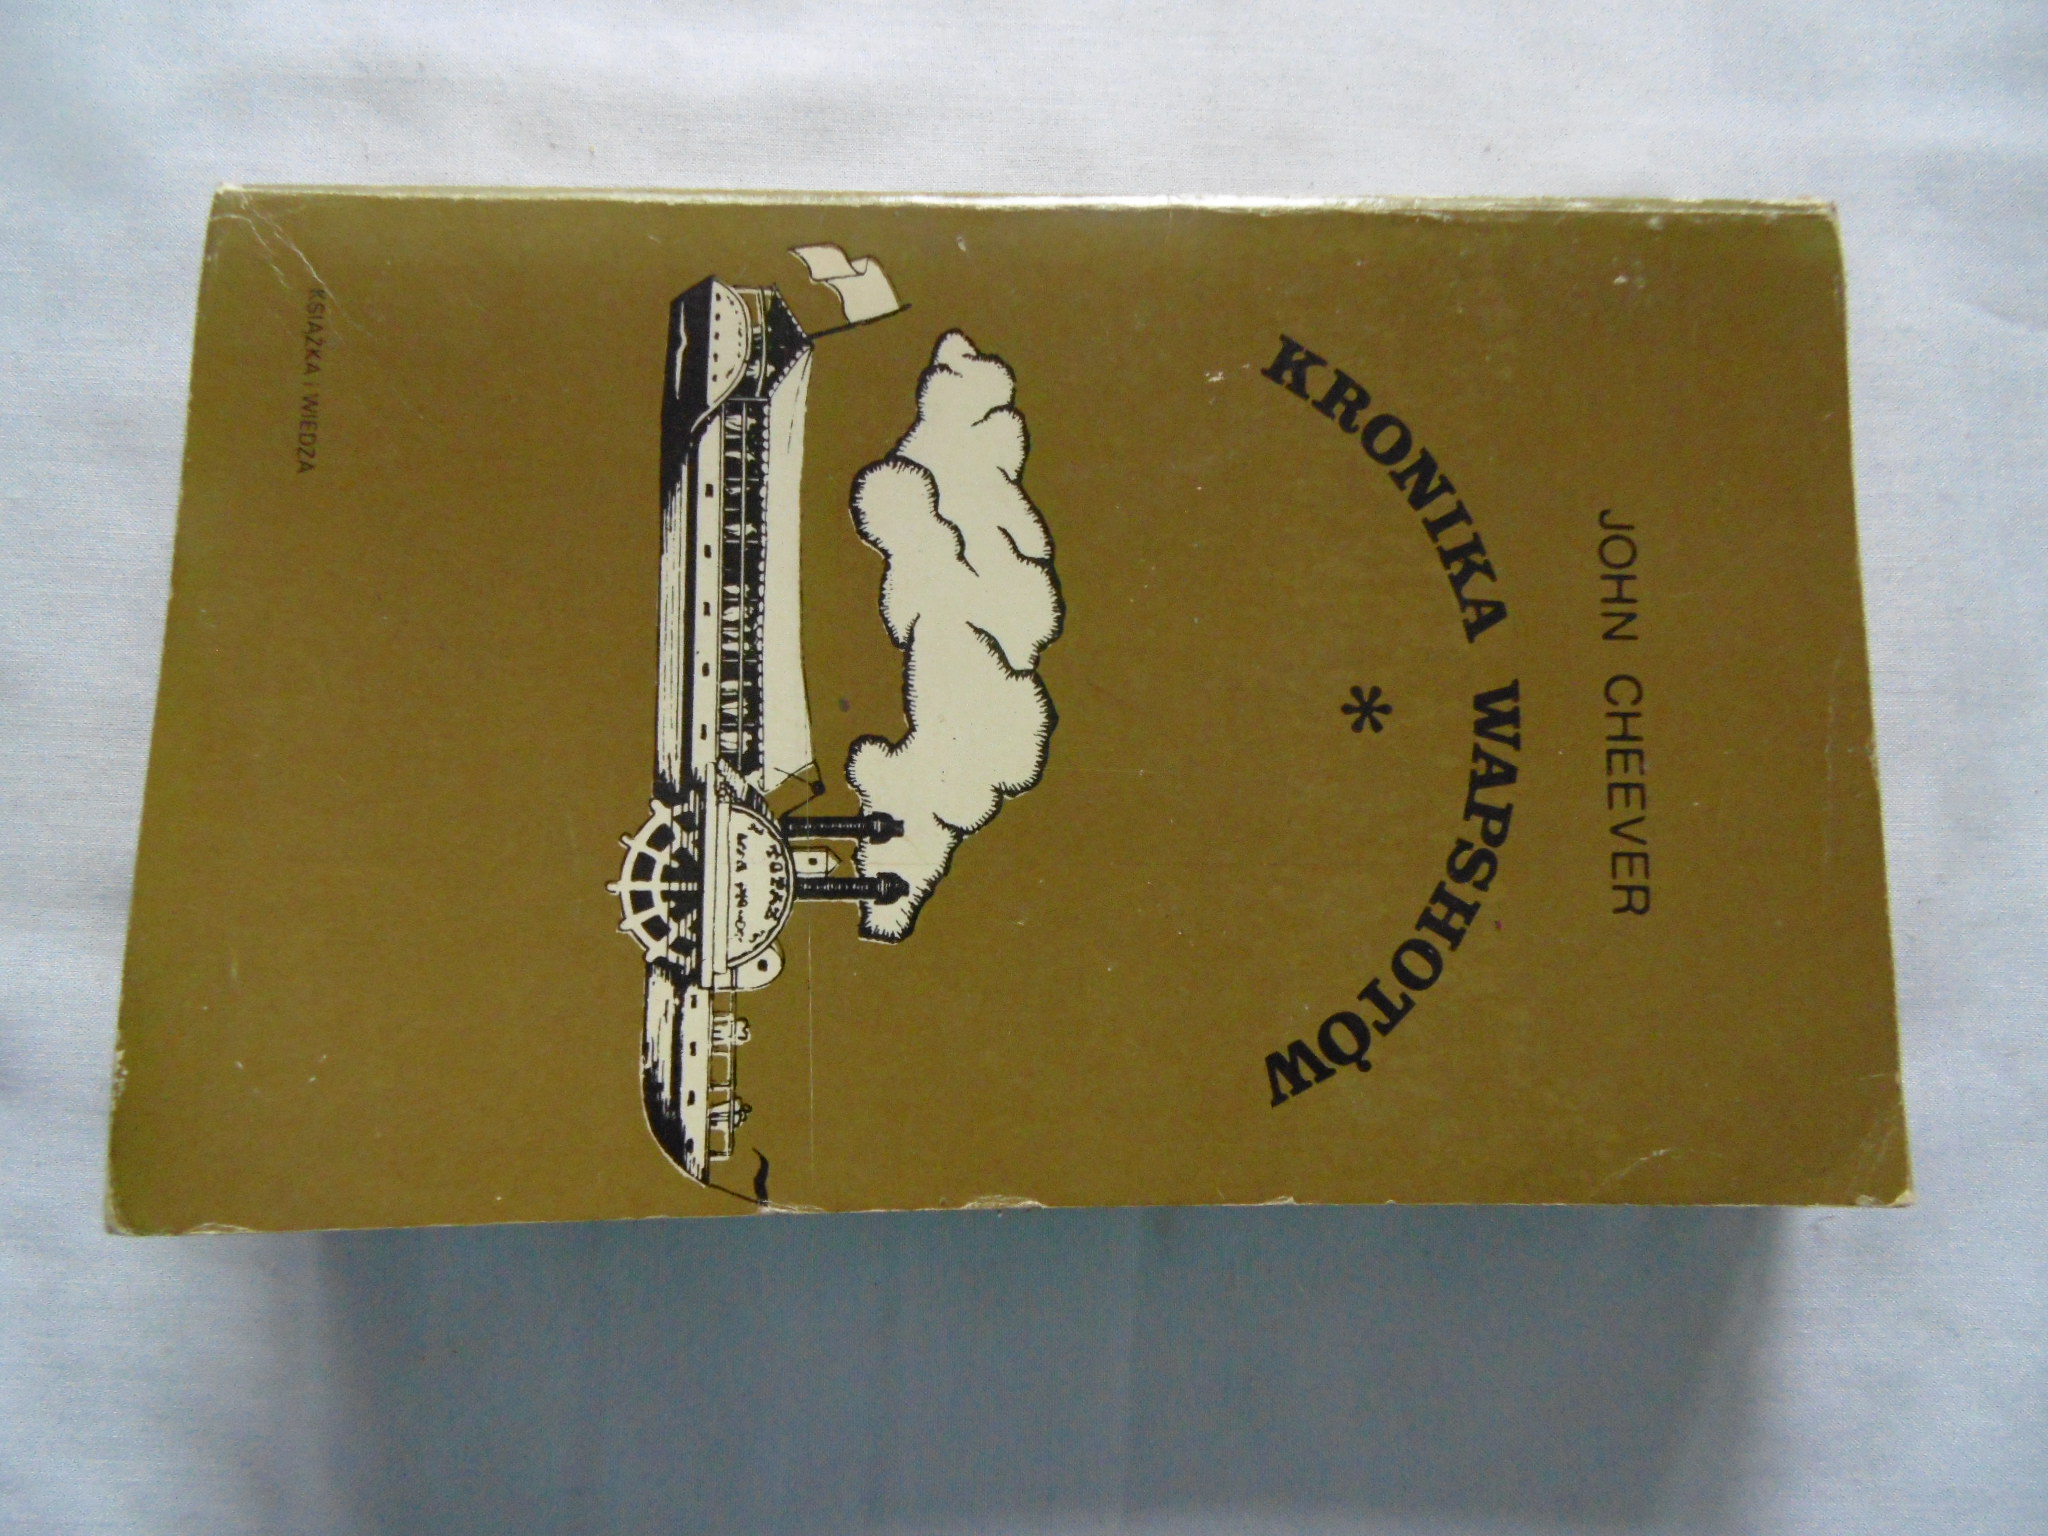 JOHN CHEEVER
KRONIKA WAPSHOTÓW
*
KSIĄŻKA i WIEDZA